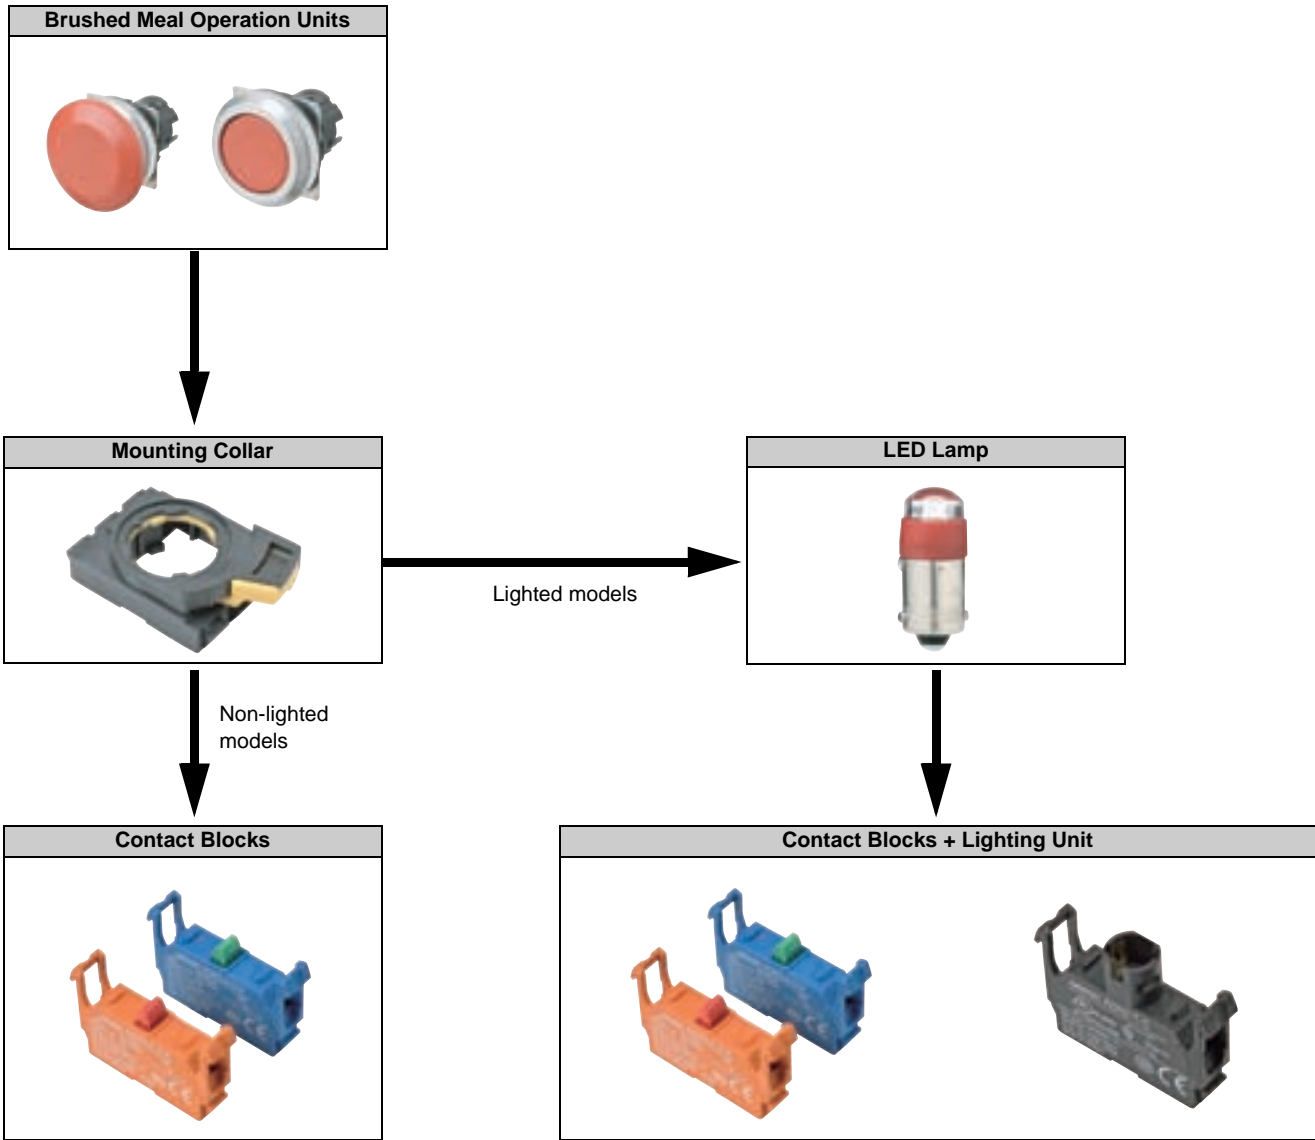 Brushed Meal Operation Units
Mounting Collar
LED Lamp
Lighted models
Non-lighted
models
Contact Blocks
Contact Blocks + Lighting Unit